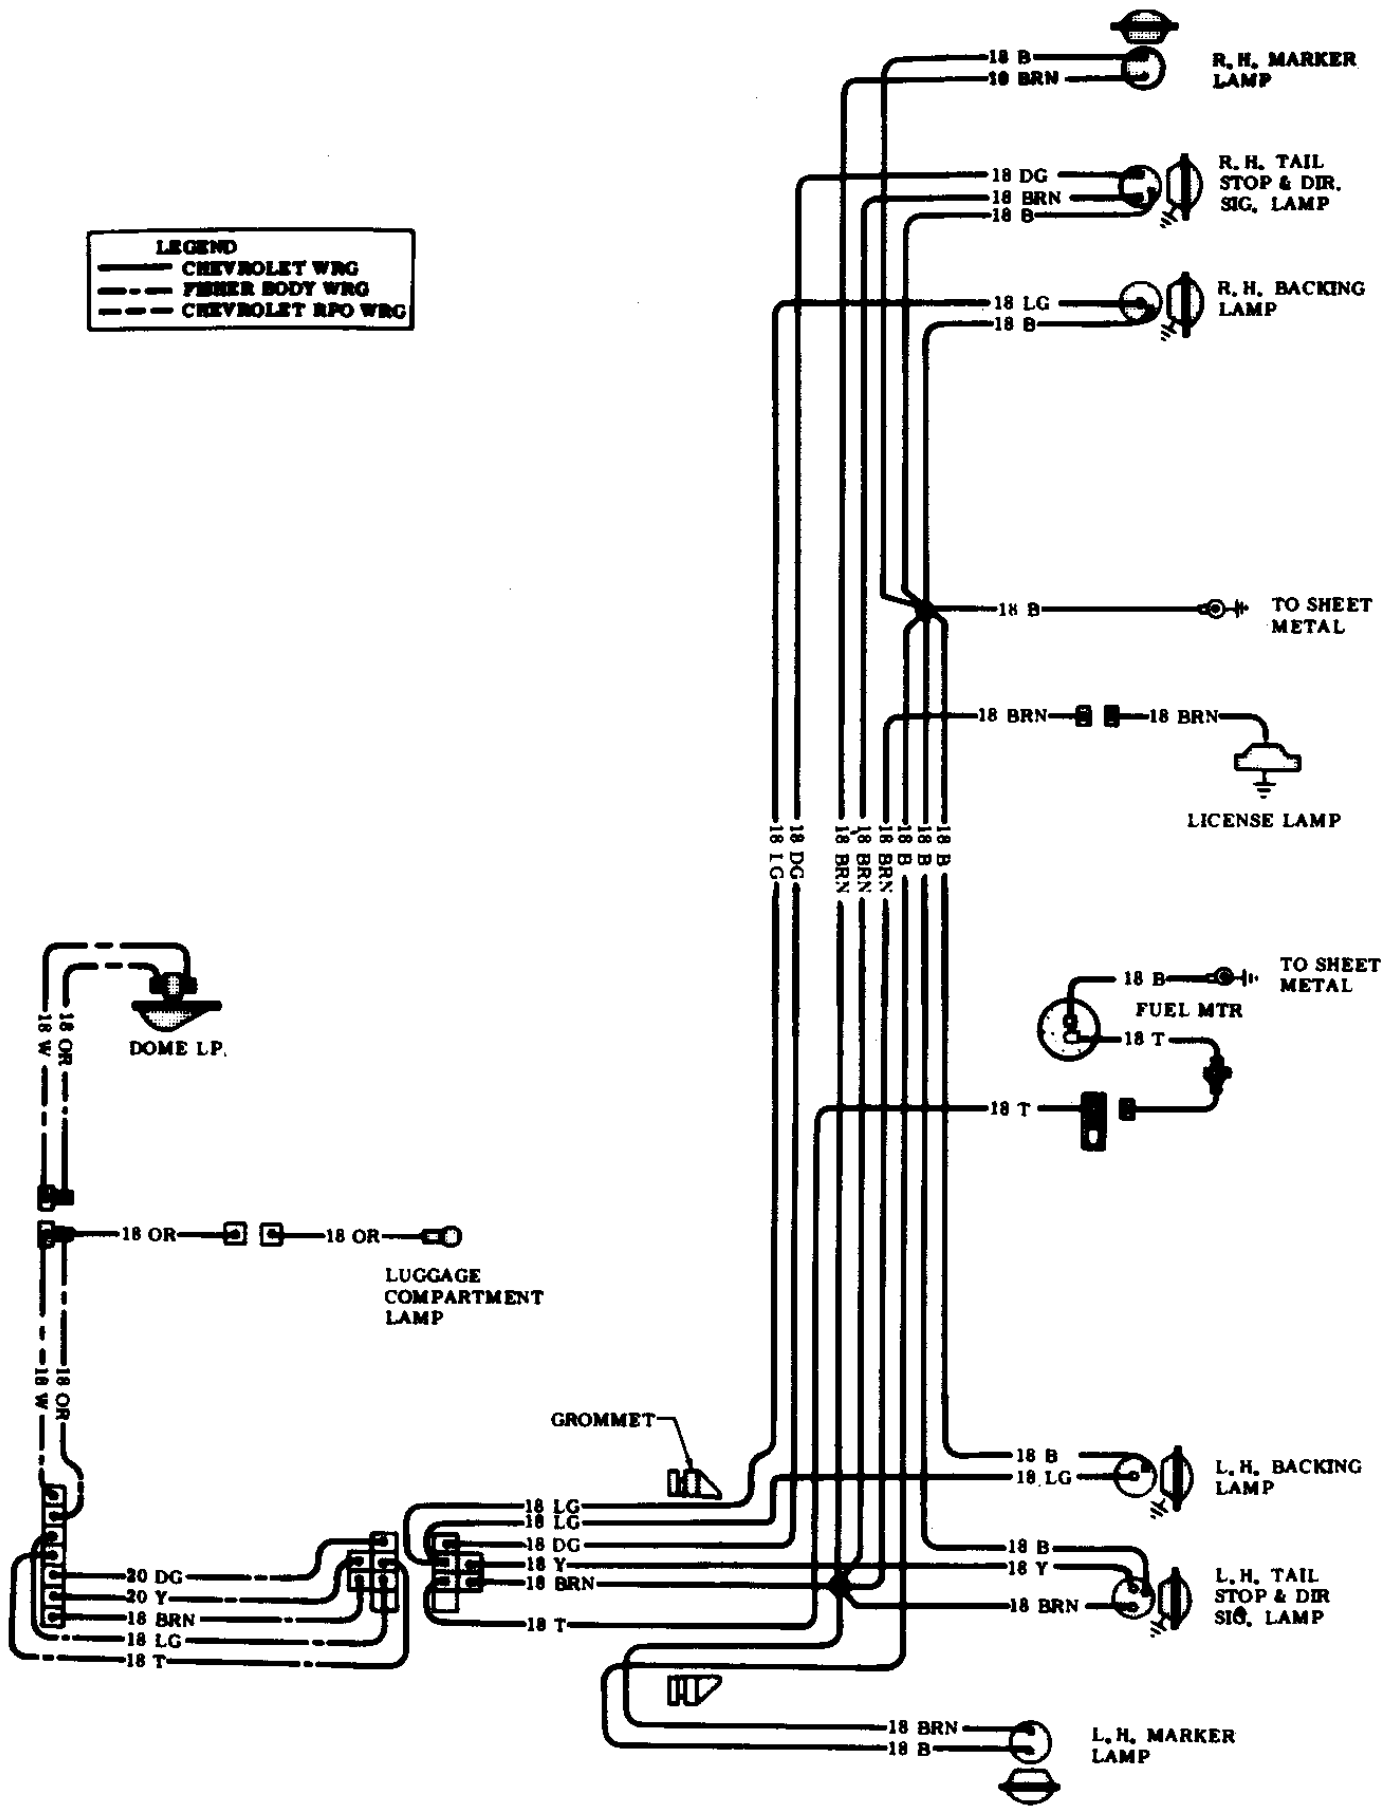 18 B
R. H. MARKER
LAMP
18 BRN
R. H. TAIL
STOP & DIR.
SIG. LAMP
18 DG
18 BRN
18 B
LEGEND
CHEVROLET WRG
FISHER BODY WRG
CHEVROLET RPO WRG
R. H. BACKING
LAMP
18 LG
18 B
18 B
TO SHEET
METAL
18 BRN
18 BRN
LICENSE LAMP
18 LG
18 DG
18 BRN
18 BRN
18 BRN
18 B
18 B
18 B
18 B
TO SHEET
METAL
FUEL MTR
18 T
18 T
18 W
18 OR
DOME LP.
18 OR
18 OR
LUGGAGE
COMPARTMENT
LAMP
18 W
18 OR
GROMMET
18 B
18 LG
L. H. BACKING
LAMP
18 LG
18 LG
18 DG
18 Y
18 BRN
18 T
18 B
18 Y
18 BRN
L. H. TAIL
STOP & DIR
SIG. LAMP
20 DG
20 Y
18 BRN
18 LG
18 T
18 BRN
18 B
L. H. MARKER
LAMP